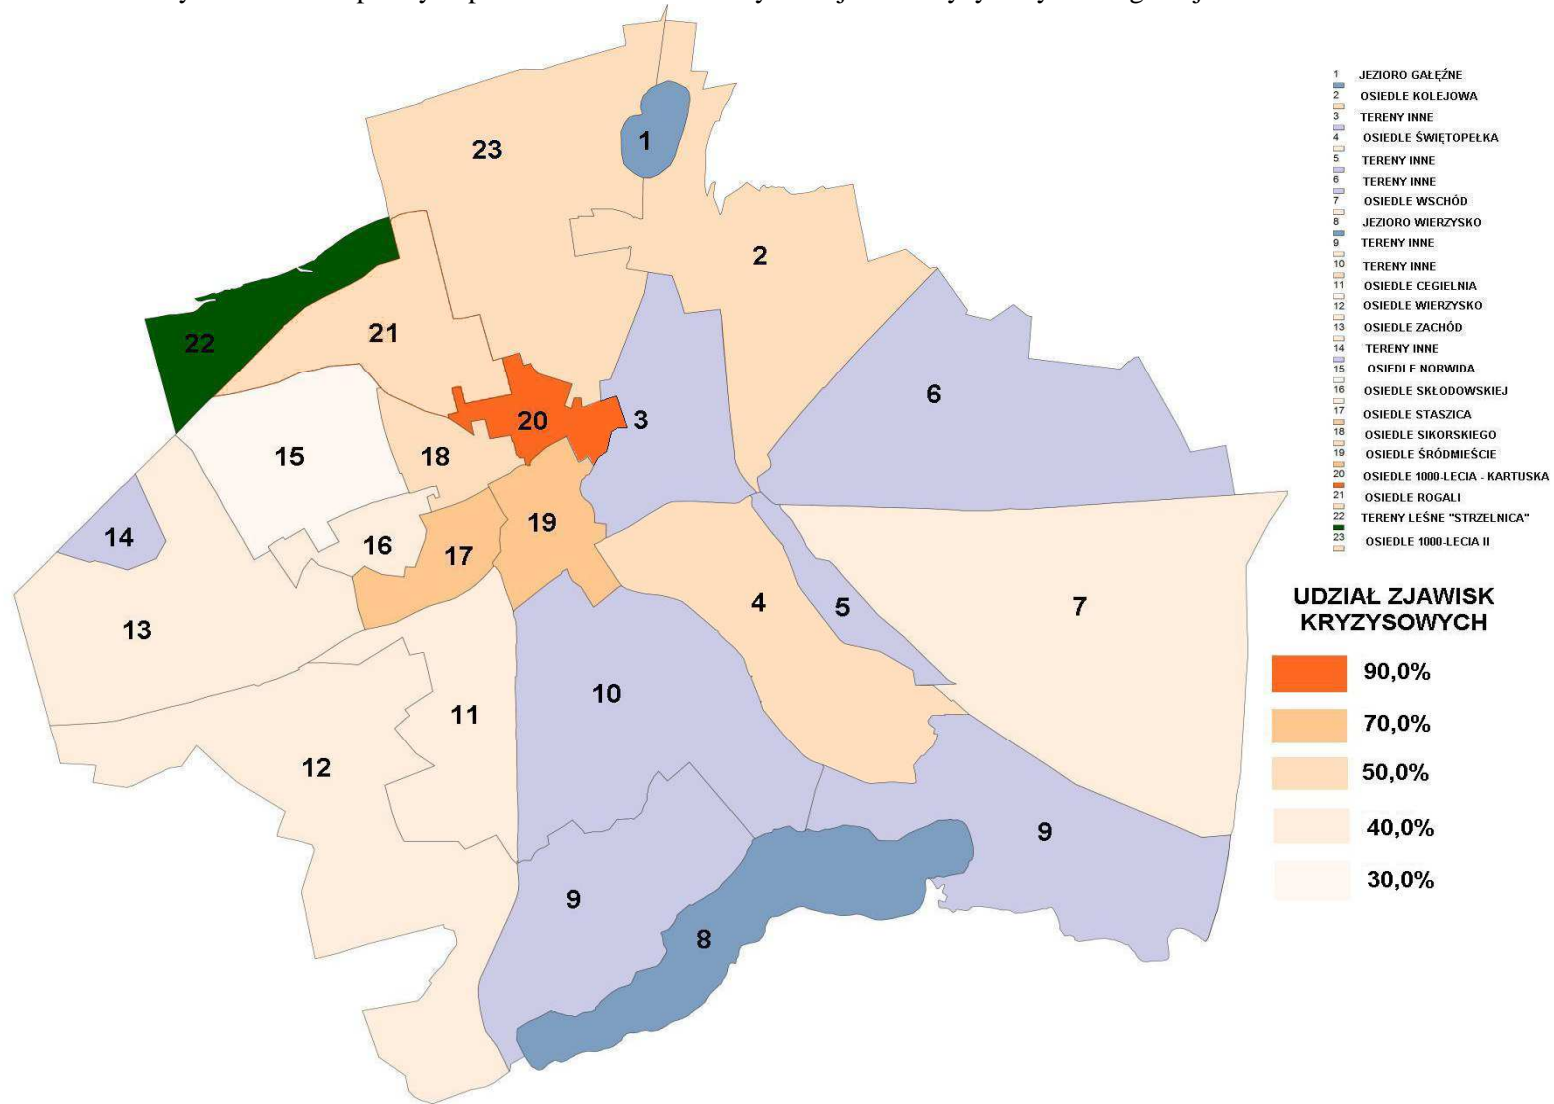 23
1
2
22
21
20
3
6
15
18
14
16
17
19
13
4
5
7
10
11
12
9
9
8
1 JEZIORO GAŁĘŹNE
2 OSIEDLE KOLEJOWA
3 TERENY INNE
4 OSIEDLE ŚWIĘTOPEŁKA
5 TERENY INNE
6 TERENY INNE
7 OSIEDLE WSCHÓD
8 JEZIORO WIERZYSKO
9 TERENY INNE
10 TERENY INNE
11 OSIEDLE CEGIELNIA
12 OSIEDLE WIERZYSKO
13 OSIEDLE ZACHÓD
14 TERENY INNE
15 OSIEDLE NORWIDA
16 OSIEDLE SKŁODOWSKIEJ
17 OSIEDLE STASZICA
18 OSIEDLE SIKORSKIEGO
19 OSIEDLE ŚRÓDMIEŚCIE
20 OSIEDLE 1000-LECIA - KARTUSKA
21 OSIEDLE ROGALI
22 TERENY LEŚNE "STRZELNICA"
23 OSIEDLE 1000-LECIA II
UDZIAŁ ZJAWISK
KRYZYSOWYCH
90,0%
70,0%
50,0%
40,0%
30,0%